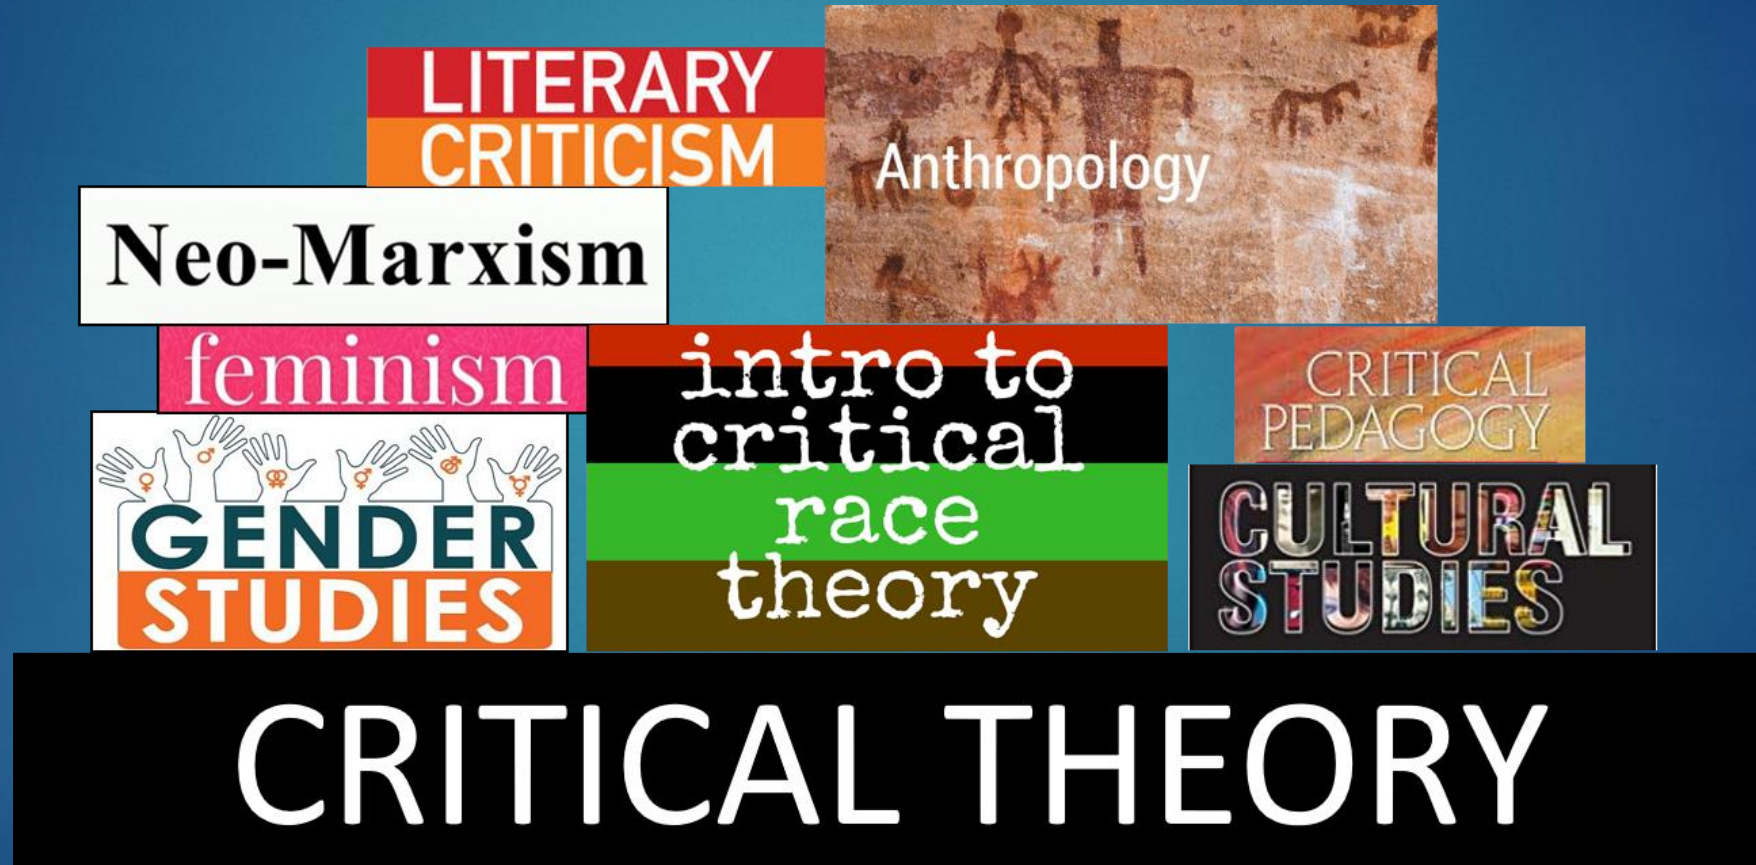 LITERARY
CRITICISM
Anthropology
Neo-Marxism
feminism
intro to
critical
race
theory
CRITICAL
PEDAGOGY
GENDER
STUDIES
CULTURAL
STUDIES
CRITICAL THEORY